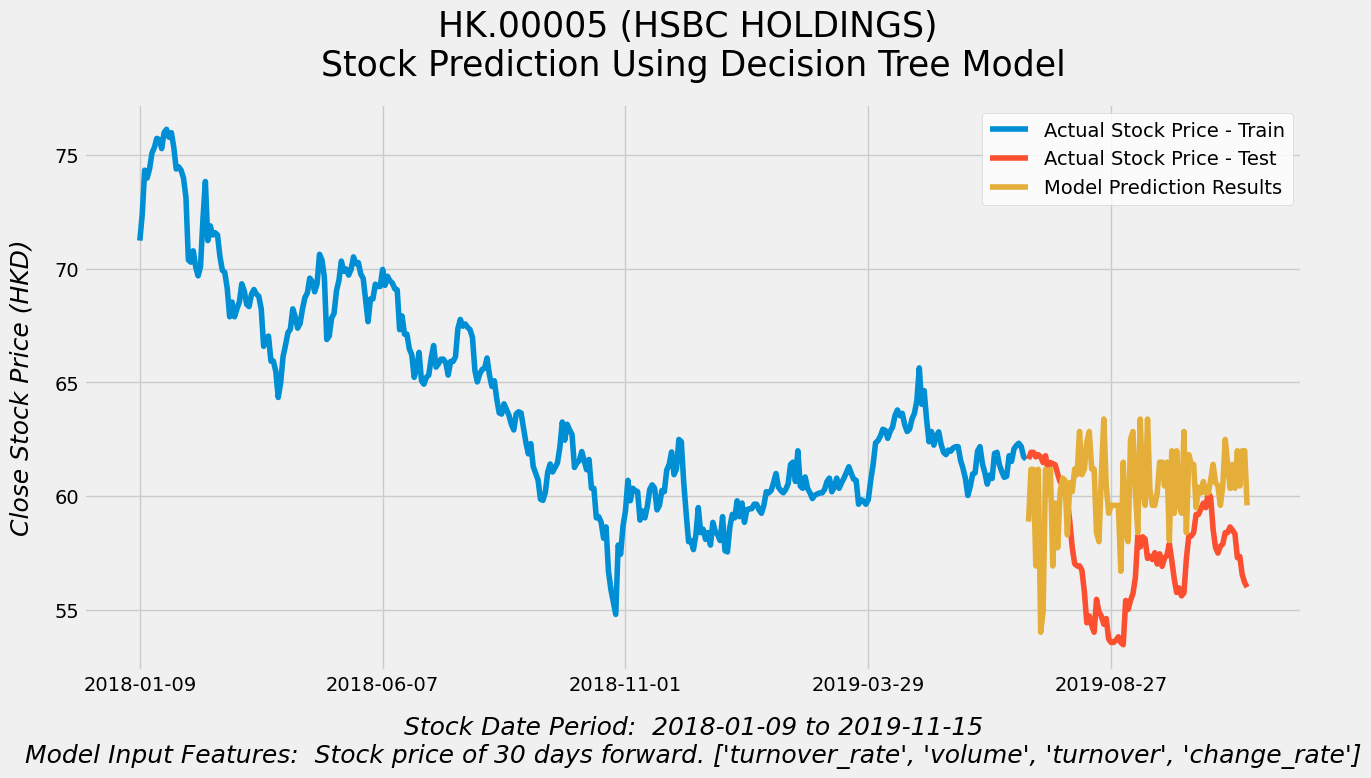 HK.00005 (HSBC HOLDINGS)
Stock Prediction Using Decision Tree Model
Actual Stock Price - Train
Actual Stock Price - Test
Model Prediction Results
Close Stock Price (HKD)
75
70
65
60
55
2018-01-09
2018-06-07
2018-11-01
2019-03-29
2019-08-27
Stock Date Period:  2018-01-09 to 2019-11-15
Model Input Features:  Stock price of 30 days forward. ['turnover_rate', 'volume', 'turnover', 'change_rate']